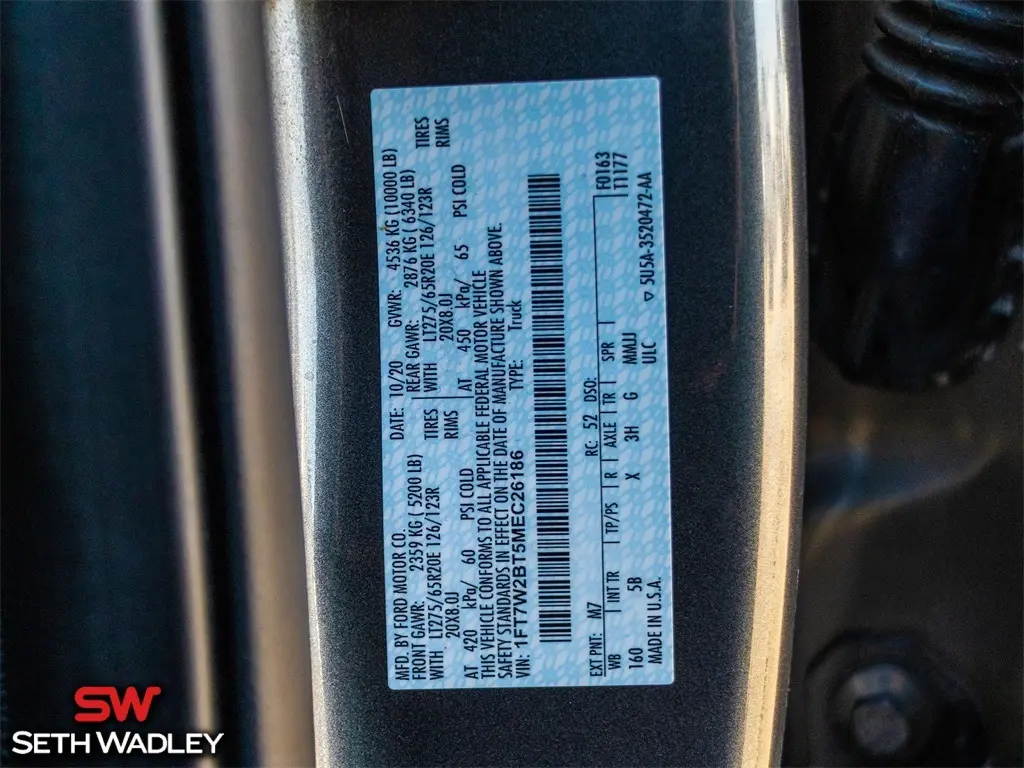 MFD. BY FORD MOTOR CO. DATE: 10/20 GVWR: 4536 KG (10000 LB)
FRONT GAWR: 2359 KG ( 5200 LB) REAR GAWR: 2876 KG ( 6340 LB)
WITH LT275/65R20E 126/123R TIRES WITH LT275/65R20E 126/123R TIRES
20X8.0J RIMS 20X8.0J RIMS
AT 420 kPa/ 60 PSI COLD AT 450 kPa/ 65 PSI COLD
THIS VEHICLE CONFORMS TO ALL APPLICABLE FEDERAL MOTOR VEHICLE
SAFETY STANDARDS IN EFFECT ON THE DATE OF MANUFACTURE SHOWN ABOVE.
VIN: 1FT7W2BT5MEC26186 TYPE: Truck
EXT PNT: M7 RC: 52 DSO: F0163
WB INT TR TP/PS R AXLE TR SPR 1T177
160 5B X 3H G MMJJ
MADE IN U.S.A. ULC 5U5A-3520472-AA
SW
SETH WADLEY